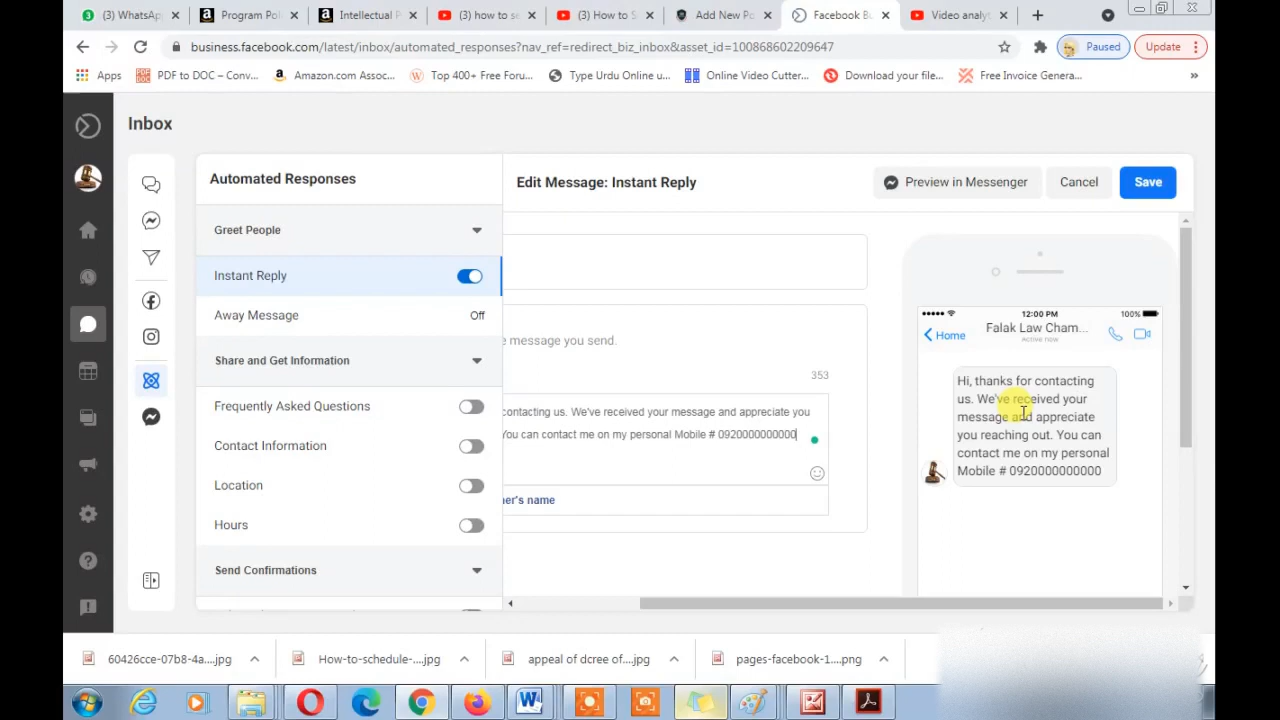 (3) WhatsAp
Program Pol
Intellectual P
(3) how to se
(3) How To S
Add New Po
Facebook Bu
Video analyt
business.facebook.com/latest/inbox/automated_responses?nav_ref=redirect_biz_inbox&asset_id=100868602209647
Paused
Update
Apps
PDF to DOC – Conv...
Amazon.com Assoc...
Top 400+ Free Foru...
Type Urdu Online u...
Online Video Cutter...
Download your file...
Free Invoice Genera...
»
Inbox
Automated Responses
Edit Message: Instant Reply
Preview in Messenger
Cancel
Save
Greet People
Instant Reply
Away Message
Off
Share and Get Information
Frequently Asked Questions
Contact Information
Location
Hours
Send Confirmations
e message you send.
353
contacting us. We've received your message and appreciate you
You can contact me on my personal Mobile # 0920000000000
er's name
12:00 PM
100%
Home
Falak Law Cham...
Active now
Hi, thanks for contacting
us. We've received your
message and appreciate
you reaching out. You can
contact me on my personal
Mobile # 0920000000000
60426cce-07b8-4a....jpg
How-to-schedule-....jpg
appeal of dcree of....jpg
pages-facebook-1....png